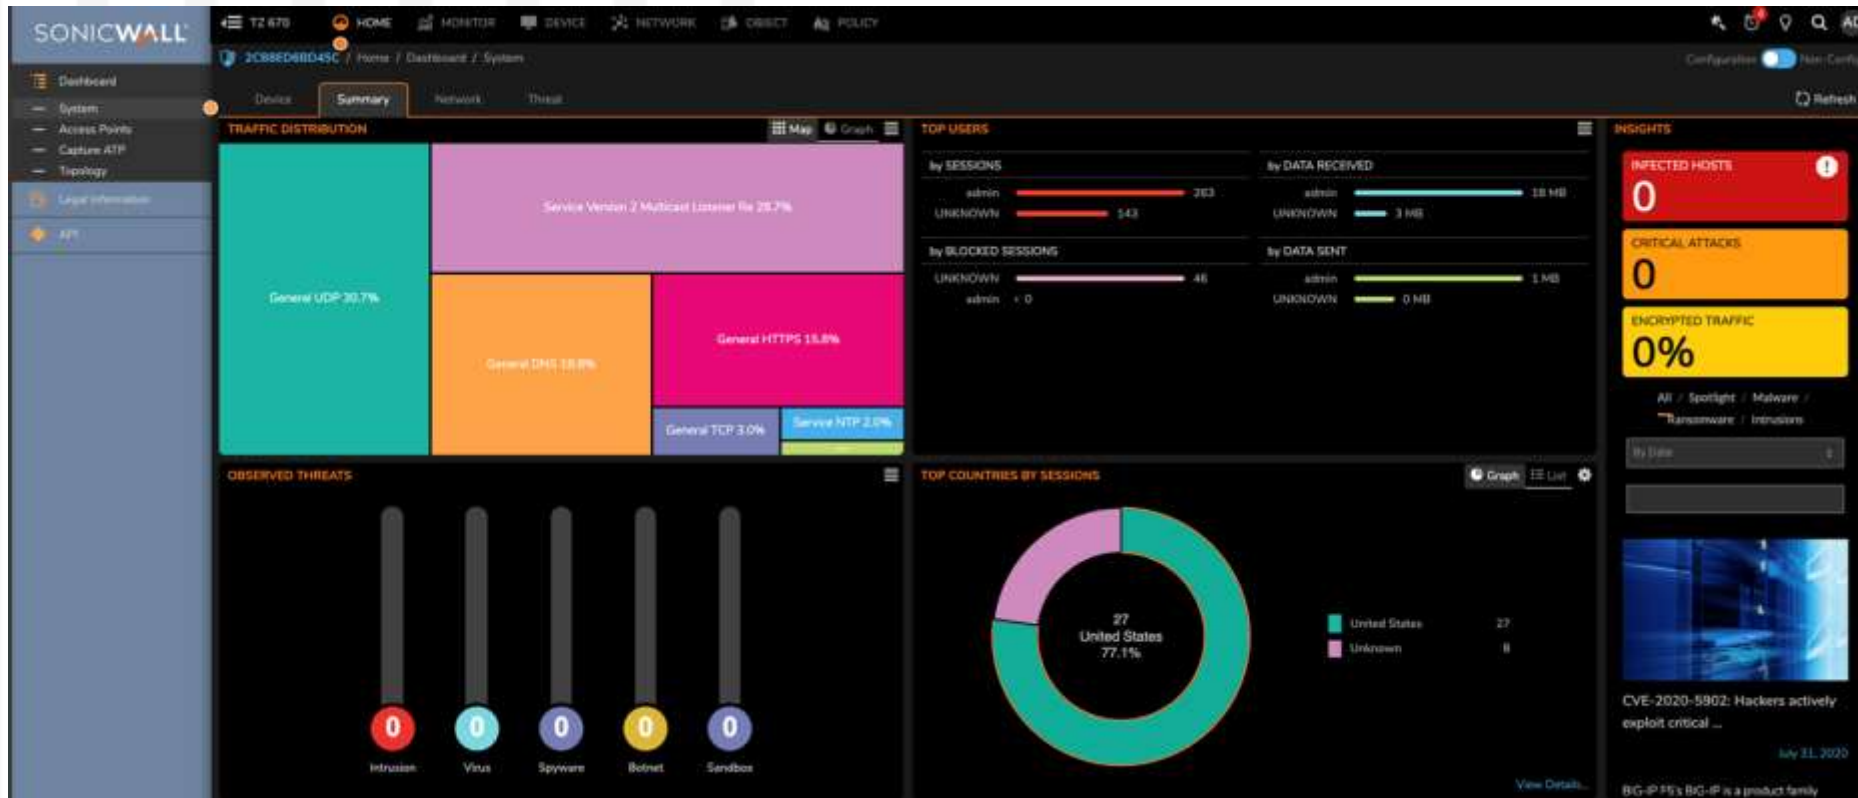 SONICWALL
TZ 670
HOME
MONITOR
DEVICE
NETWORK
OBJECT
POLICY
4
2CB8ED6BD45C / Home / Dashboard / System
Configuration
Non-Config
Dashboard
System
Access Points
Capture ATP
Topology
Legal Information
API
Device
Summary
Network
Threat
Refresh
TRAFFIC DISTRIBUTION
Map
Graph
General UDP 30.7%
Service Version 2 Multicast Listener Re 28.7%
General DNS 18.8%
General HTTPS 15.8%
General TCP 3.0%
Service NTP 2.0%
TOP USERS
by SESSIONS
admin 263
UNKNOWN 143
by DATA RECEIVED
admin 18 MB
UNKNOWN 3 MB
by BLOCKED SESSIONS
UNKNOWN 46
admin < 0
by DATA SENT
admin 1 MB
UNKNOWN 0 MB
OBSERVED THREATS
0 0 0 0 0
Intrusion Virus Spyware Botnet Sandbox
TOP COUNTRIES BY SESSIONS
Graph
List
27
United States
77.1%
United States 27
Unknown 8
View Details...
INSIGHTS
INFECTED HOSTS
0
CRITICAL ATTACKS
0
ENCRYPTED TRAFFIC
0%
All / Spotlight / Malware /
Ransomware / Intrusions
By Date
CVE-2020-5902: Hackers actively
exploit critical ...
July 31, 2020
BIG-IP F5's BIG-IP is a product family